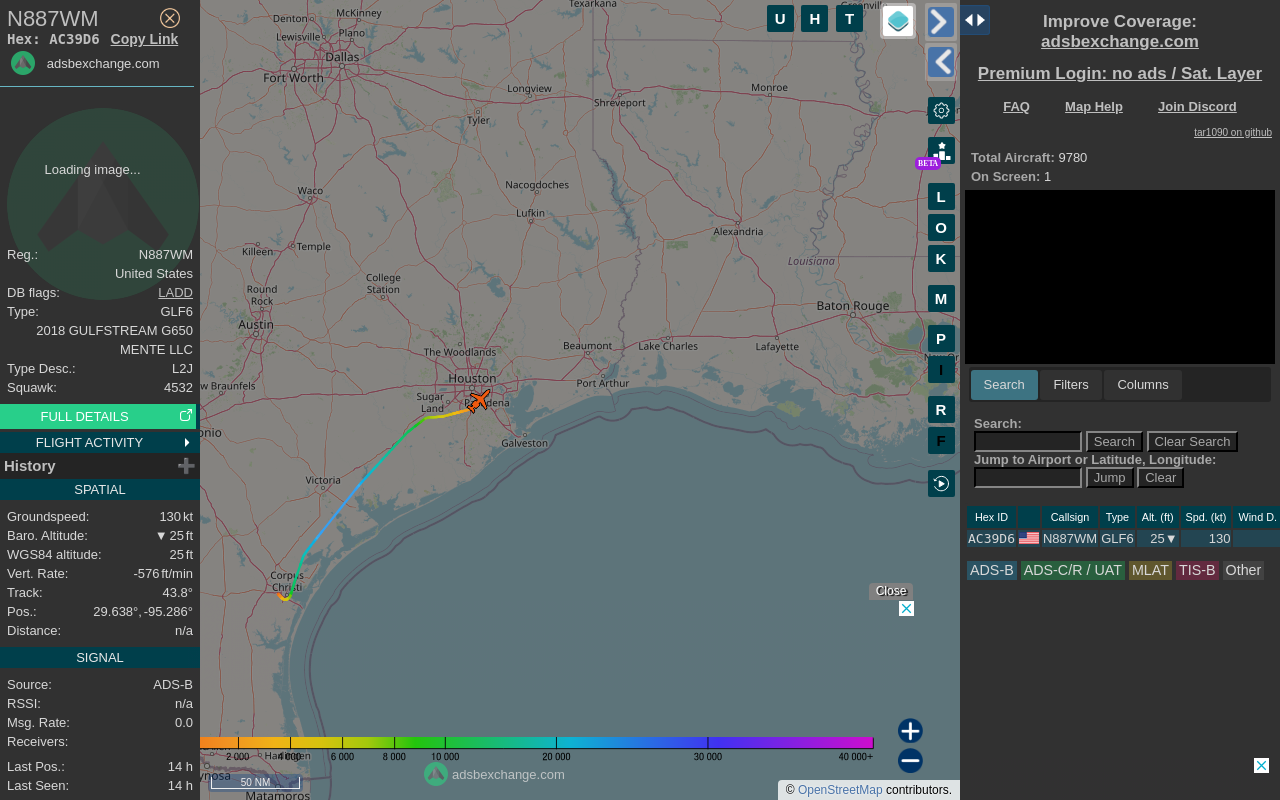 N887WM
Hex: AC39D6 Copy Link
adsbexchange.com
Loading image...
Reg.: N887WM
United States
DB flags: LADD
Type: GLF6
2018 GULFSTREAM G650
MENTE LLC
Type Desc.: L2J
Squawk: 4532
FULL DETAILS
FLIGHT ACTIVITY
History
SPATIAL
Groundspeed: 130 kt
Baro. Altitude: ▼ 25 ft
WGS84 altitude: 25 ft
Vert. Rate: -576 ft/min
Track: 43.8°
Pos.: 29.638°, -95.286°
Distance: n/a
SIGNAL
Source: ADS-B
RSSI: n/a
Msg. Rate: 0.0
Receivers:
Last Pos.: 14 h
Last Seen: 14 h
Texarkana
Denton
McKinney
Lewisville
Plano
Dallas
Fort Worth
Longview
Shreveport
Monroe
Tyler
Waco
Nacogdoches
Lufkin
Alexandria
Killeen
Temple
Louisiana
College
Station
Round
Rock
Austin
Baton Rouge
The Woodlands
Beaumont
Lake Charles
Lafayette
w Braunfels
Houston
Port Arthur
Sugar
Land
onio
Galveston
Victoria
Corpus
Christi
Matamoros
U H T
BETA
L
O
K
M
P
I
R
F
Close
2 000 4 000 6 000 8 000 10 000 20 000 30 000 40 000+
50 NM
adsbexchange.com
© OpenStreetMap contributors.
Improve Coverage:
adsbexchange.com
Premium Login: no ads / Sat. Layer
FAQ Map Help Join Discord
tar1090 on github
Total Aircraft: 9780
On Screen: 1
Search Filters Columns
Search:
Search Clear Search
Jump to Airport or Latitude, Longitude:
Jump Clear
Hex ID Callsign Type Alt. (ft) Spd. (kt) Wind D.
AC39D6 N887WM GLF6 25▼ 130
ADS-B ADS-C/R / UAT MLAT TIS-B Other